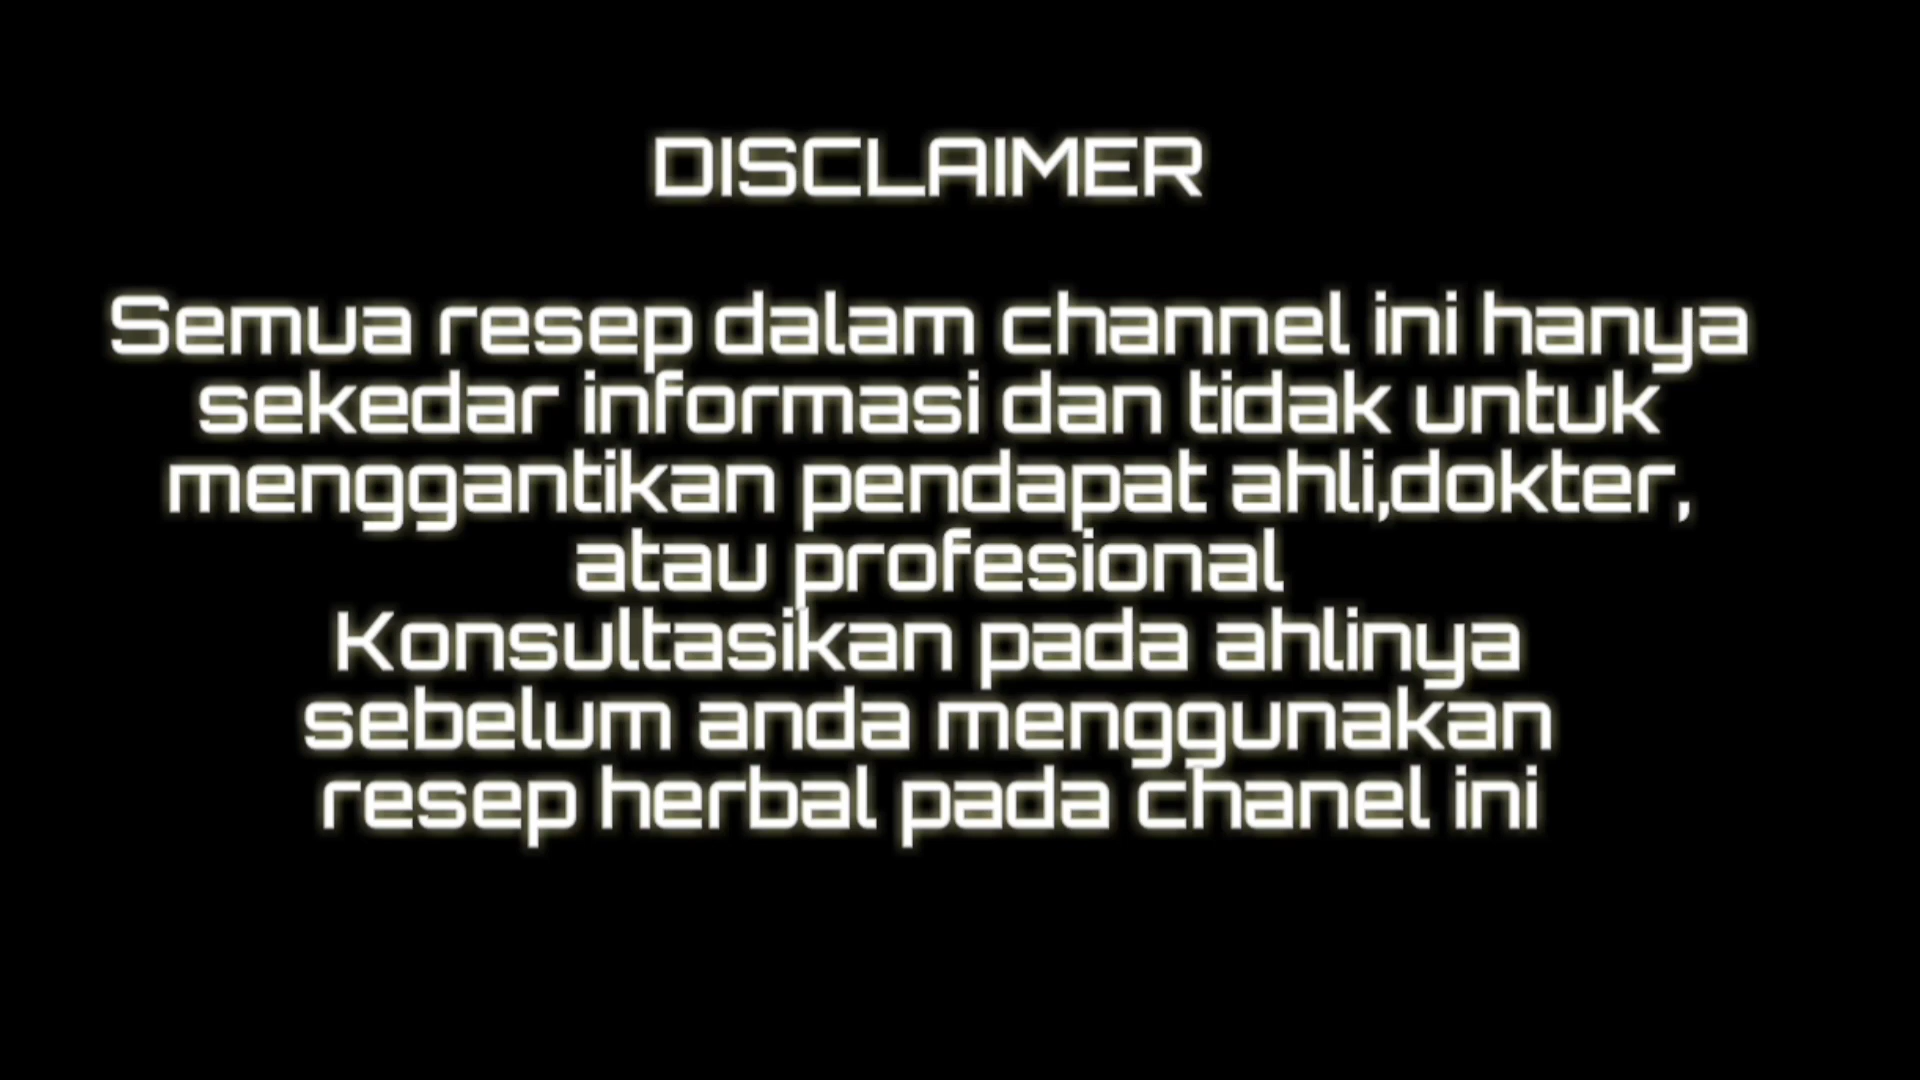 DISCLAIMER
Semua resep dalam channel ini hanya
sekedar informasi dan tidak untuk
menggantikan pendapat ahli,dokter,
atau profesional
Konsultasikan pada ahlinya
sebelum anda menggunakan
resep herbal pada chanel ini